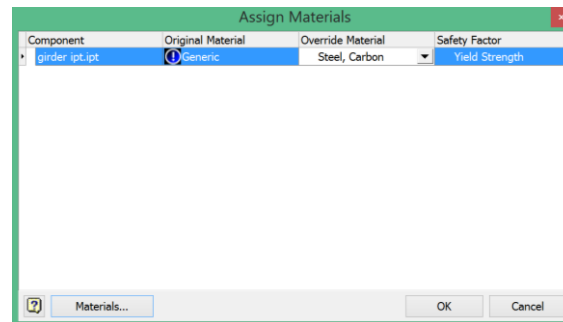 Assign Materials
Component Original Material Override Material Safety Factor
girder ipt.ipt Generic Steel, Carbon Yield Strength
Materials... OK Cancel